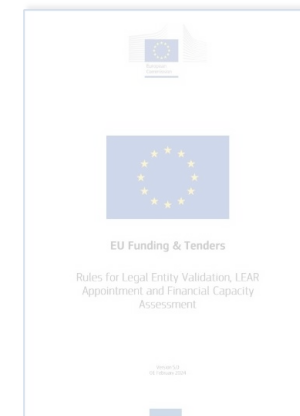 European
Commission
EU Funding & Tenders
Rules for Legal Entity Validation, LEAR
Appointment and Financial Capacity
Assessment